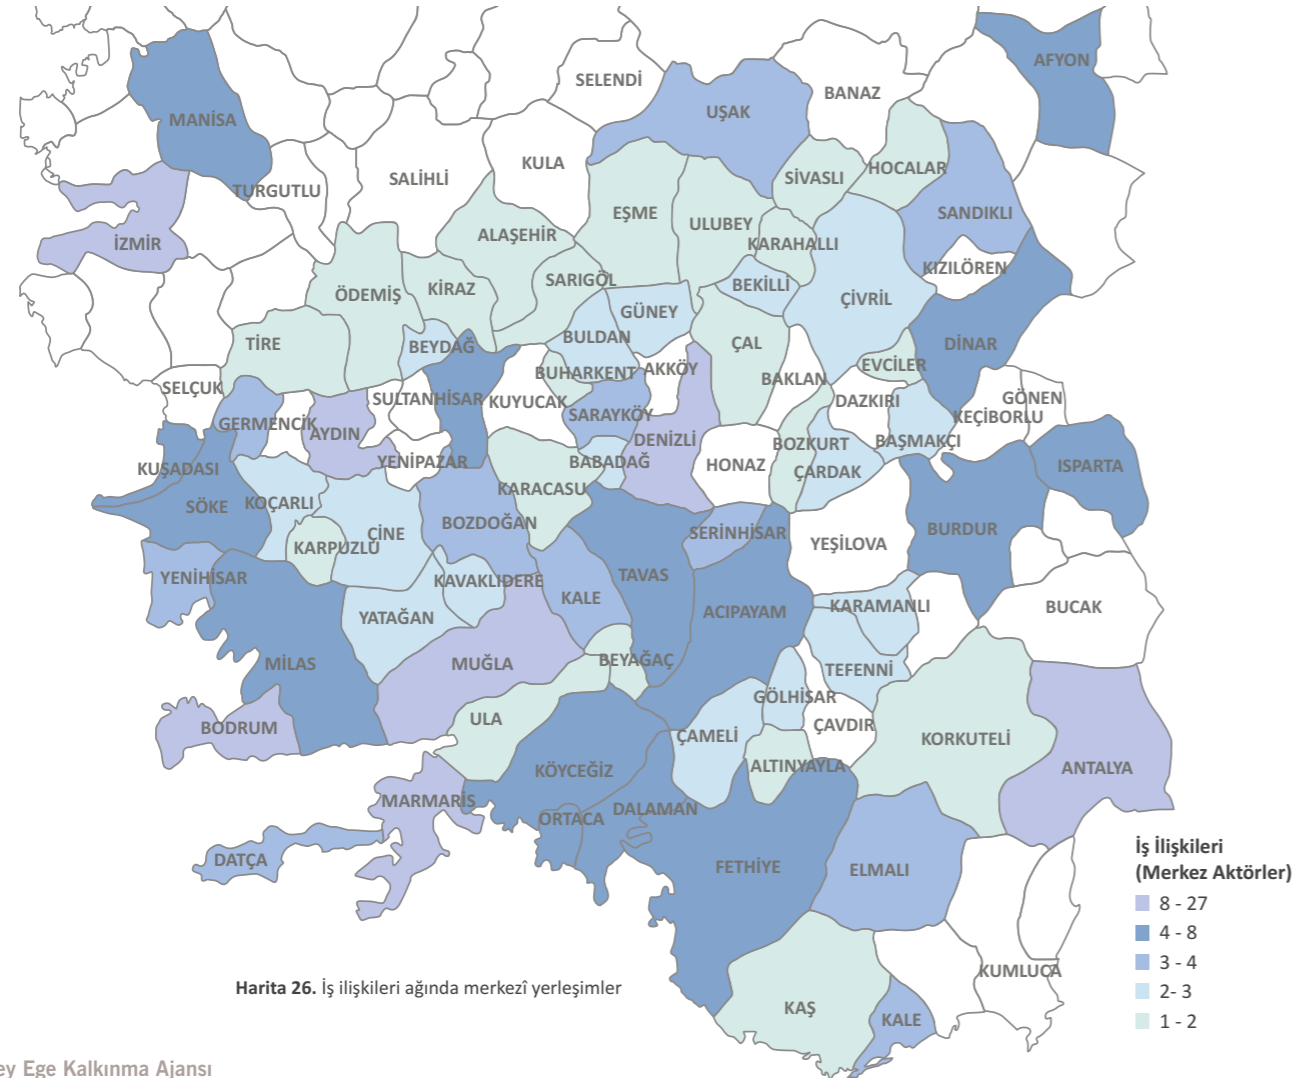 SELENDİ
AFYON
BANAZ
UŞAK
MANİSA
KULA
SALİHLİ
TURGUTLU
SİVASLI
HOCALAR
EŞME
ULUBEY
SANDIKLI
ALAŞEHİR
KARAHALLI
İZMİR
KIZILÖREN
SARIGÖL
BEKİLLİ
KİRAZ
ÖDEMİŞ
ÇİVRİL
GÜNEY
BULDAN
TİRE
BEYDAĞ
ÇAL
DİNAR
EVCİLER
AKKÖY
BUHARKENT
BAKLAN
SELÇUK
SULTANHİSAR
KUYUCAK
DAZKIRI
GÖNEN
KEÇİBORLU
SARAYKÖY
GERMENCİK
AYDIN
DENİZLİ
BOZKURT
BAŞMAKÇI
YENİPAZAR
BABADAĞ
HONAZ
ISPARTA
KUŞADASI
ÇARDAK
KARACASU
KOÇARLI
SÖKE
BOZDOĞAN
BURDUR
ÇİNE
SERİNHİSAR
KARPUZLU
YEŞİLOVA
YENİHİSAR
TAVAS
KAVAKLIDERE
KALE
KARAMANLI
BUCAK
ACIPAYAM
YATAĞAN
BEYAĞAÇ
MİLAS
MUĞLA
TEFENNİ
GÖLHİSAR
ULA
BODRUM
ÇAVDIR
ÇAMELİ
KORKUTELİ
ALTINYAYLA
ANTALYA
KÖYCEĞİZ
MARMARİS
DALAMAN
ORTACA
DATÇA
FETHİYE
ELMALI
KUMLUCA
KAŞ
KALE
İş İlişkileri
(Merkez Aktörler)
8 - 27
4 - 8
3 - 4
2- 3
1 - 2
Harita 26. İş ilişkileri ağında merkezî yerleşimler
ey Ege Kalkınma Ajansı